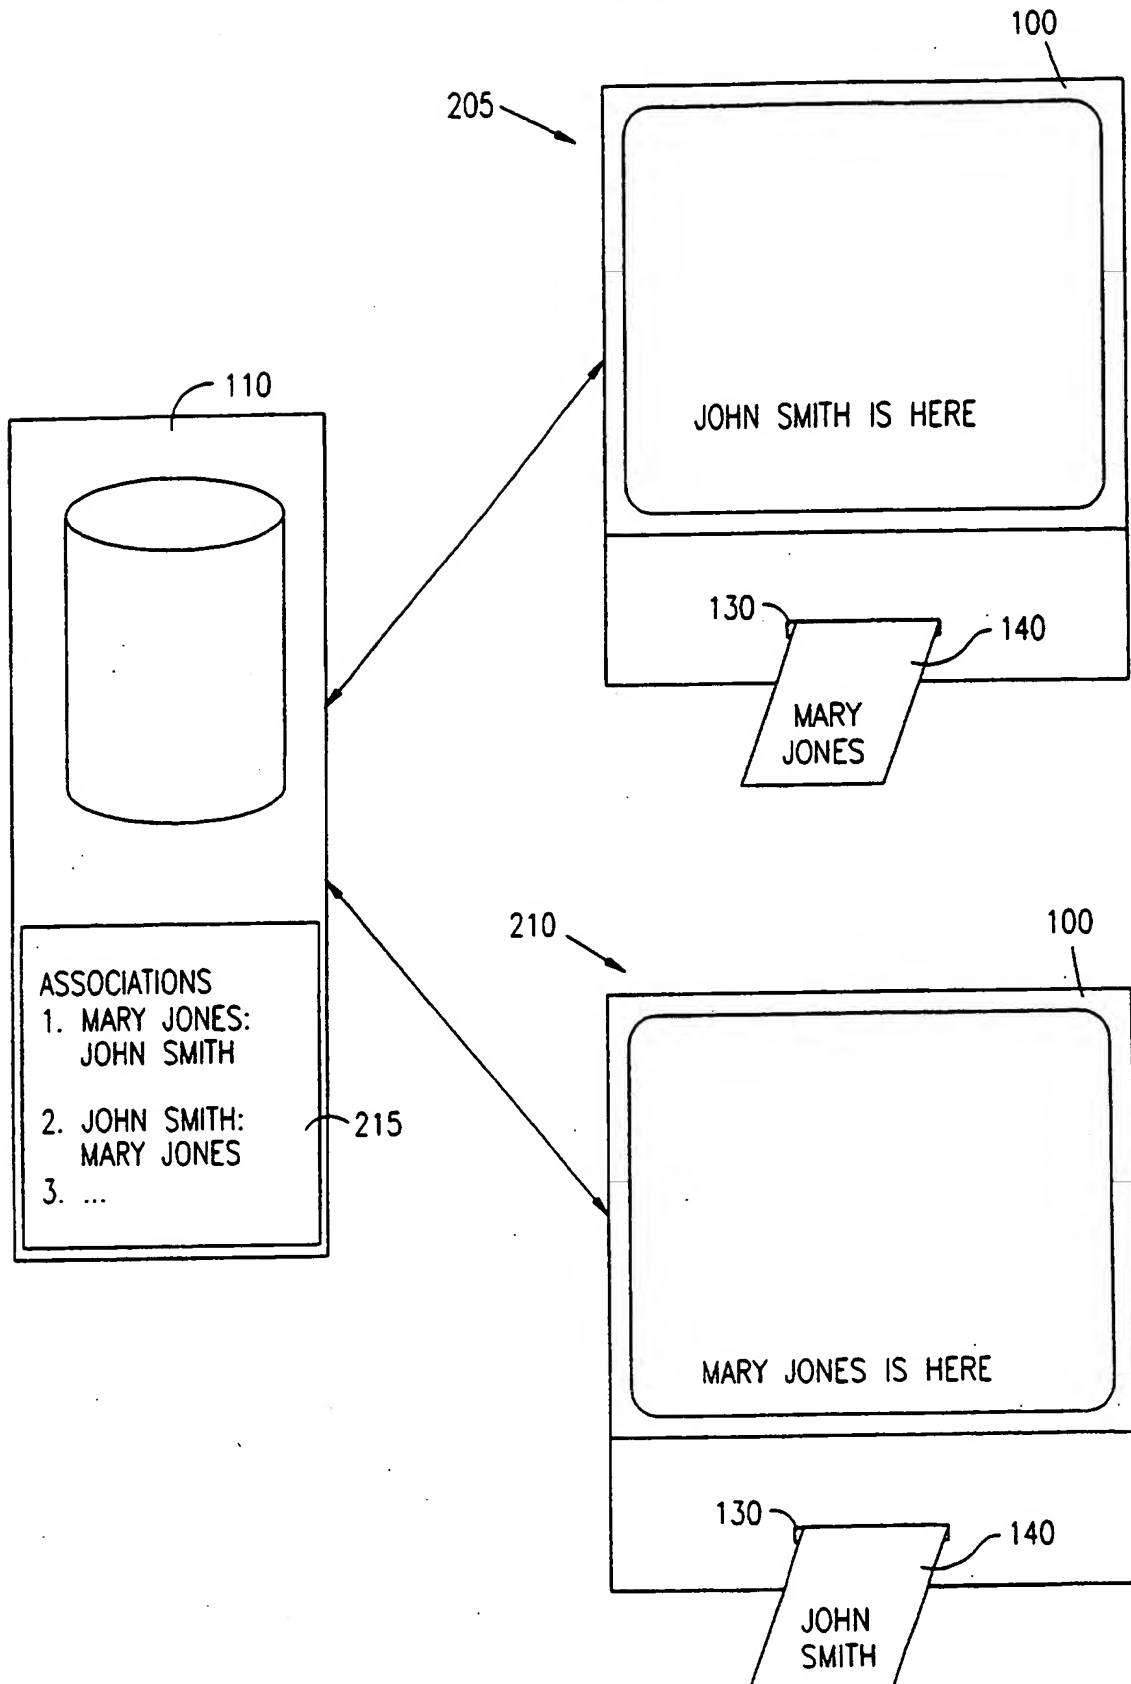 100
205
JOHN SMITH IS HERE
110
130
140
MARY
JONES
ASSOCIATIONS
1. MARY JONES:
JOHN SMITH
2. JOHN SMITH:
MARY JONES
3. ...
215
210
100
MARY JONES IS HERE
130
140
JOHN
SMITH